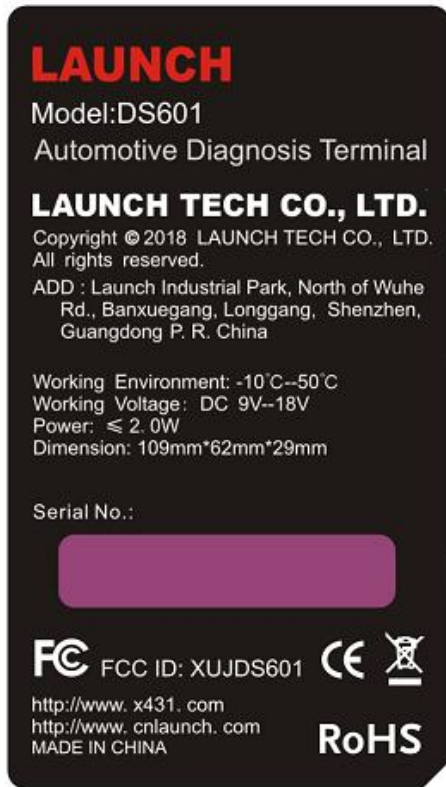 LAUNCH
Model:DS601
Automotive Diagnosis Terminal
LAUNCH TECH CO., LTD.
Copyright © 2018 LAUNCH TECH CO., LTD.
All rights reserved.
ADD : Launch Industrial Park, North of Wuhe
Rd., Banxuegang, Longgang, Shenzhen,
Guangdong P. R. China
Working Environment: -10°C--50°C
Working Voltage: DC 9V--18V
Power: ≤ 2. 0W
Dimension: 109mm*62mm*29mm
Serial No.:
FC FCC ID: XUJDS601 CE
http://www. x431. com
http://www. cnlaunch. com
MADE IN CHINA
RoHS